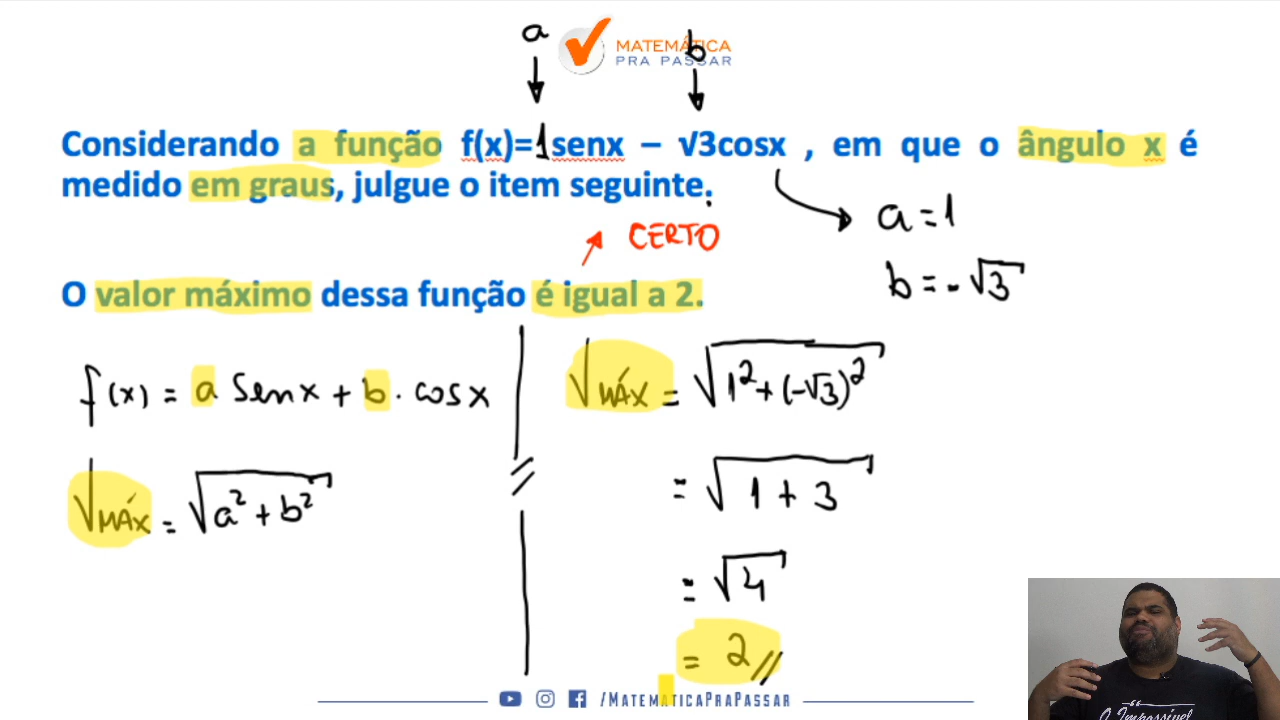 a
MATEMÁTICA
PRA PASSAR
b
Considerando a função f(x)=1senx – √3cosx , em que o ângulo x é
medido em graus, julgue o item seguinte.
a = 1
CERTO
b = -√3
O valor máximo dessa função é igual a 2.
f(x) = a senx + b . cosx
VMÁX = √1² + (-√3)²
VMÁX = √a² + b²
= √1 + 3
= √4
= 2//
/MATEMATICAPRAPASSAR
O Impossível